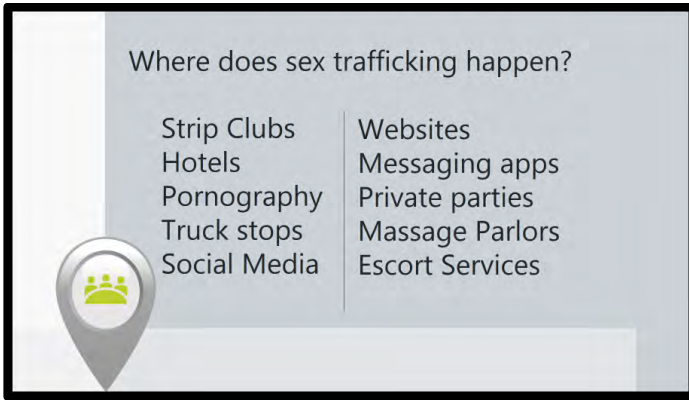 Where does sex trafficking happen?
Strip Clubs
Hotels
Pornography
Truck stops
Social Media
Websites
Messaging apps
Private parties
Massage Parlors
Escort Services